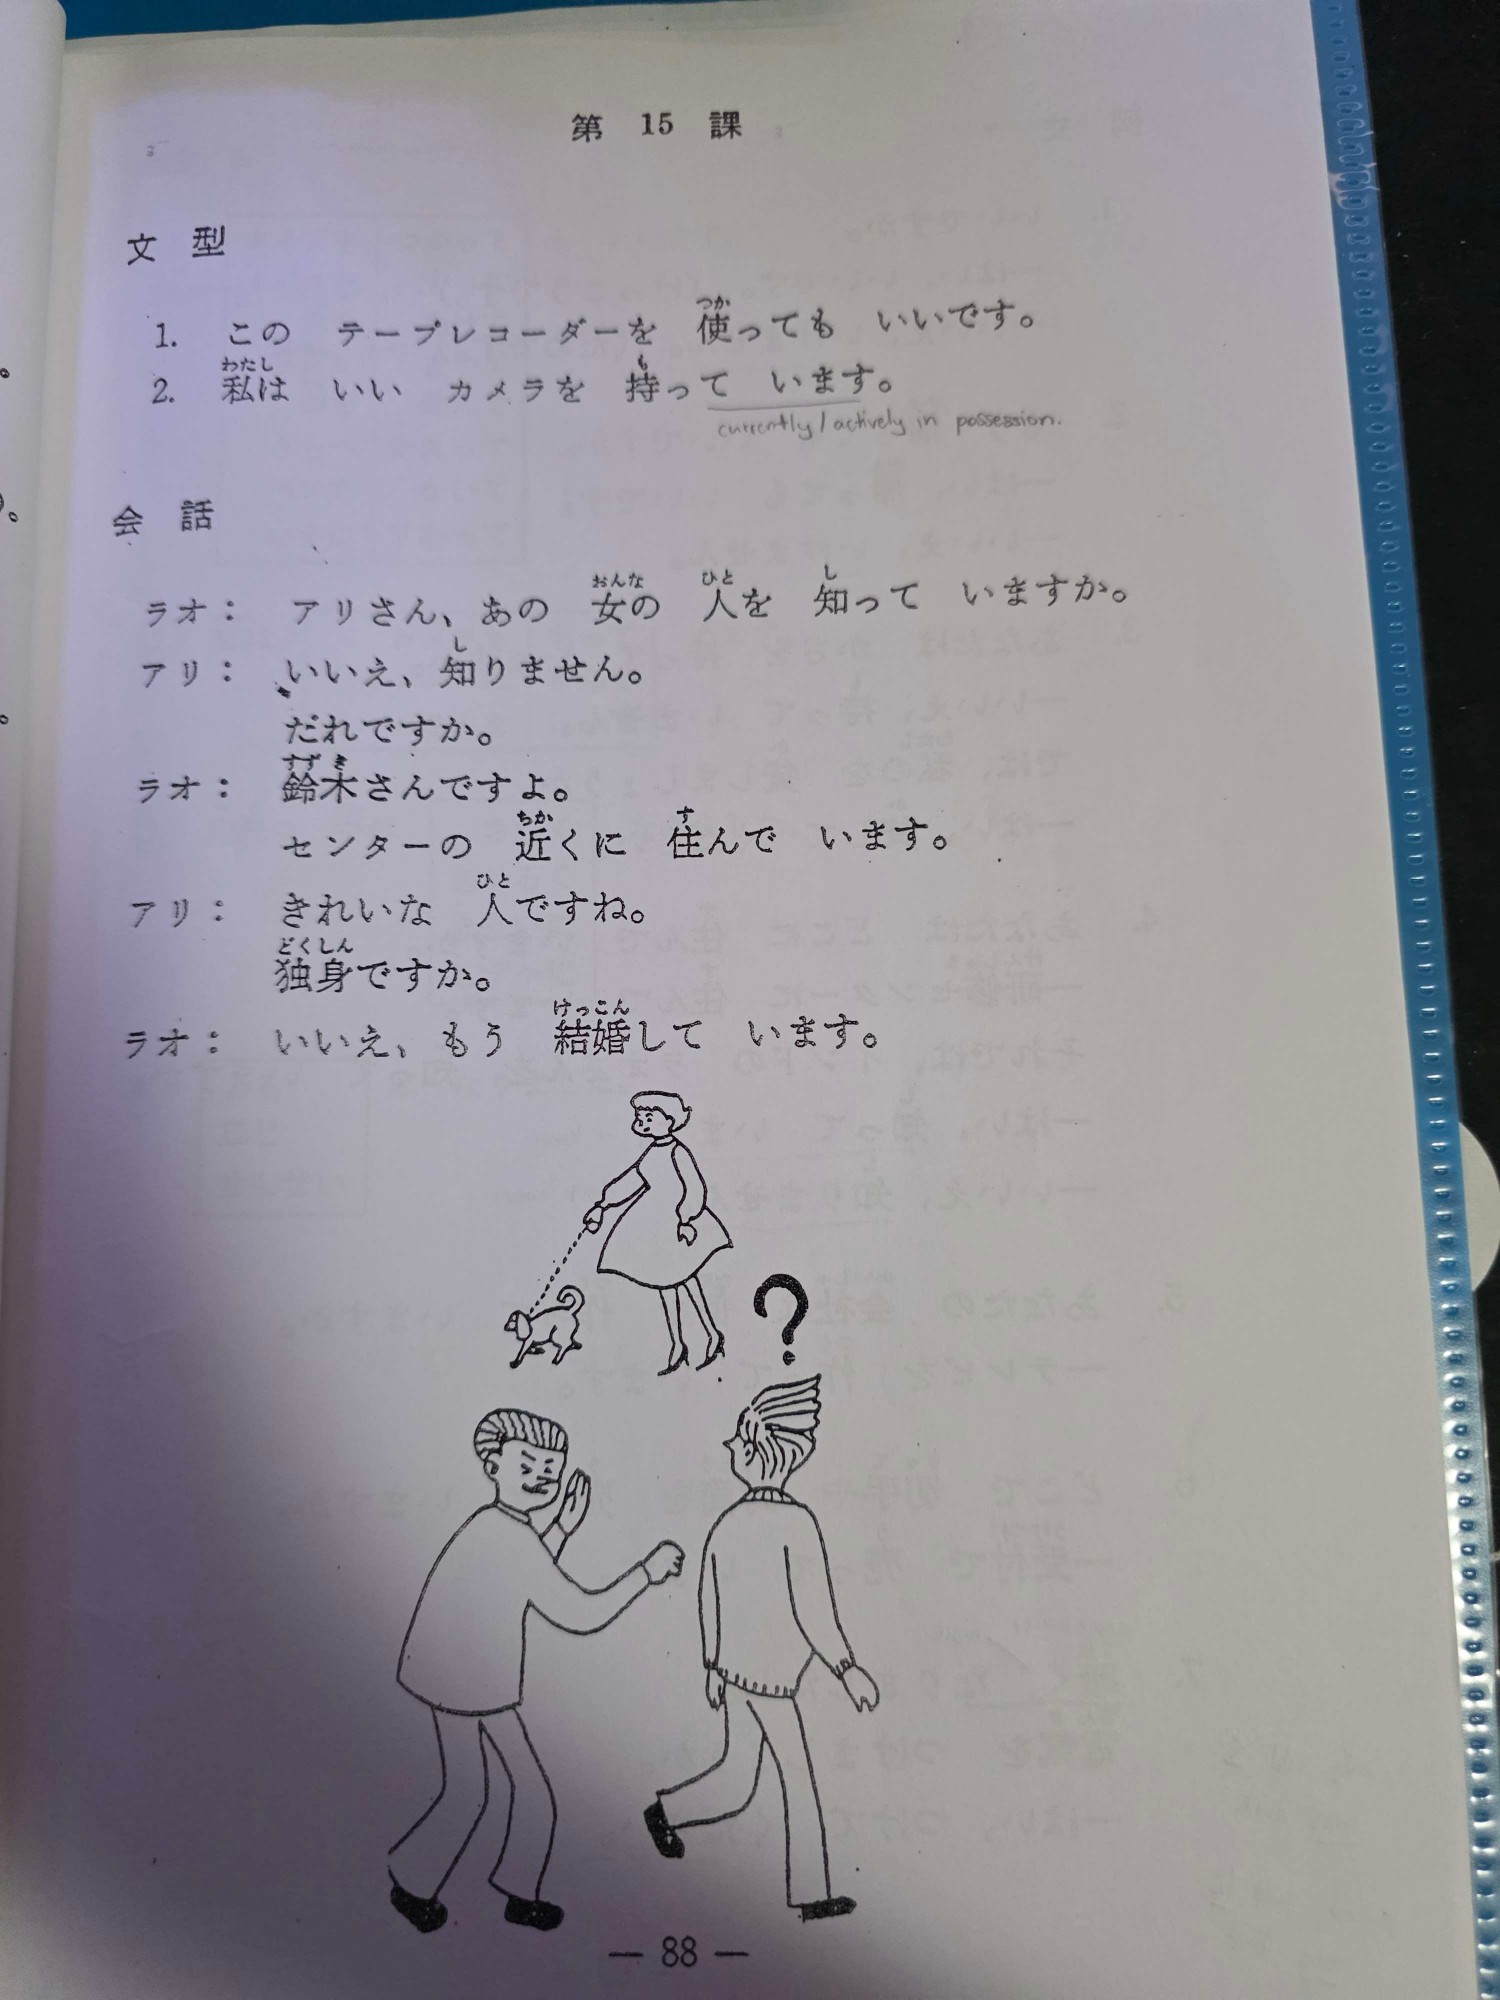 第 15 課
文 型
1. この テープレコーダーを 使っても いいです。
2. 私は いい カメラを 持って います。
currently / actively in possession.
会 話
ラオ： アリさん、あの 女の 人を 知って いますか。
アリ： いいえ、知りません。
だれですか。
ラオ： 鈴木さんですよ。
センターの 近くに 住んで います。
アリ： きれいな 人ですね。
独身ですか。
ラオ： いいえ、もう 結婚して います。
?
— 88 —